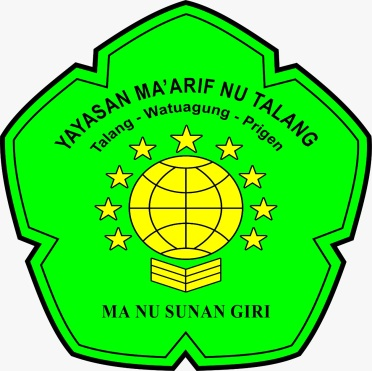 YAYASAN MA'ARIF NU TALANG
Talang - Watuagung - Prigen
MA NU SUNAN GIRI